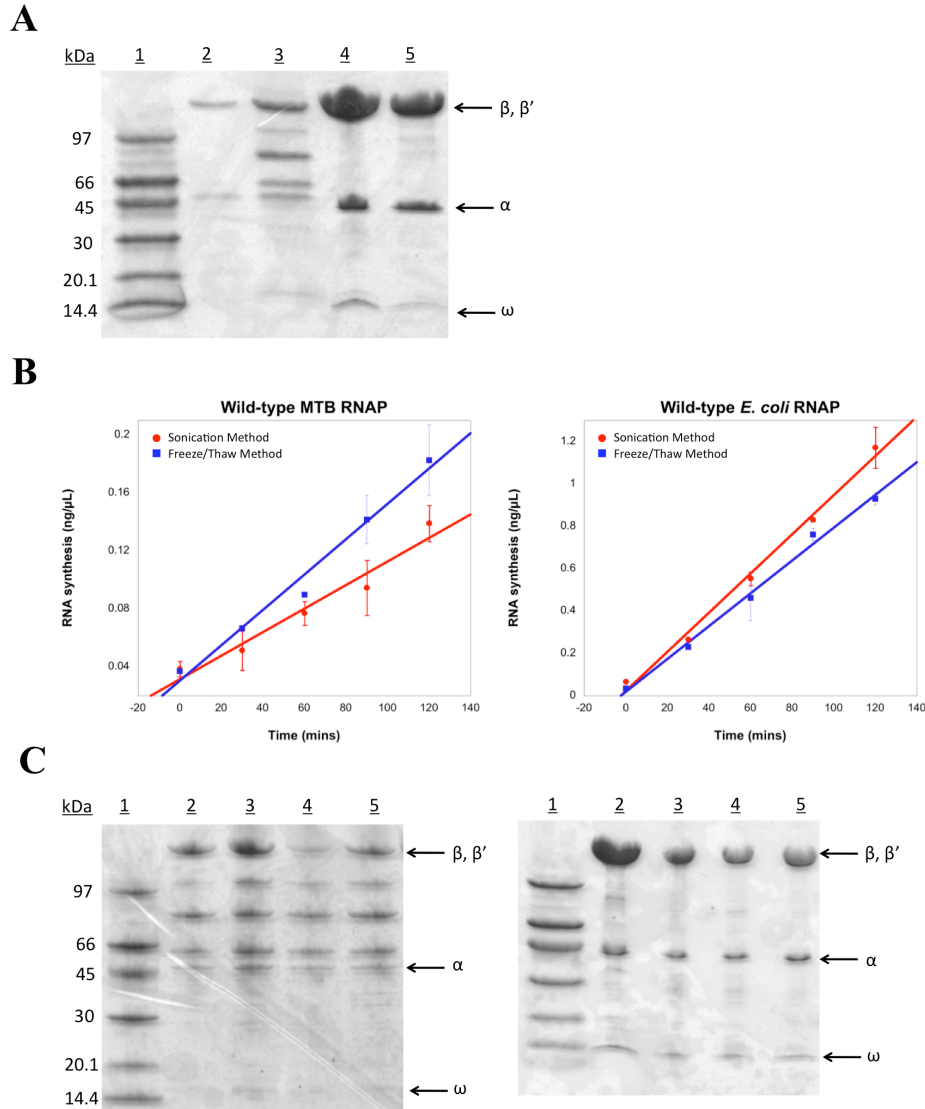 A
kDa 1 2 3 4 5
β, β’
97
66
45
α
30
20.1
14.4
ω
B
Wild-type MTB RNAP
Sonication Method
Freeze/Thaw Method
RNA synthesis (ng/µL)
0.2
0.16
0.12
0.08
0.04
-20 0 20 40 60 80 100 120 140
Time (mins)
Wild-type E. coli RNAP
Sonication Method
Freeze/Thaw Method
RNA synthesis (ng/µL)
1.2
1
0.8
0.6
0.4
0.2
0
-20 0 20 40 60 80 100 120 140
Time (mins)
C
kDa 1 2 3 4 5
β, β’
97
66
45
α
30
20.1
14.4
ω
1 2 3 4 5
β, β’
α
ω